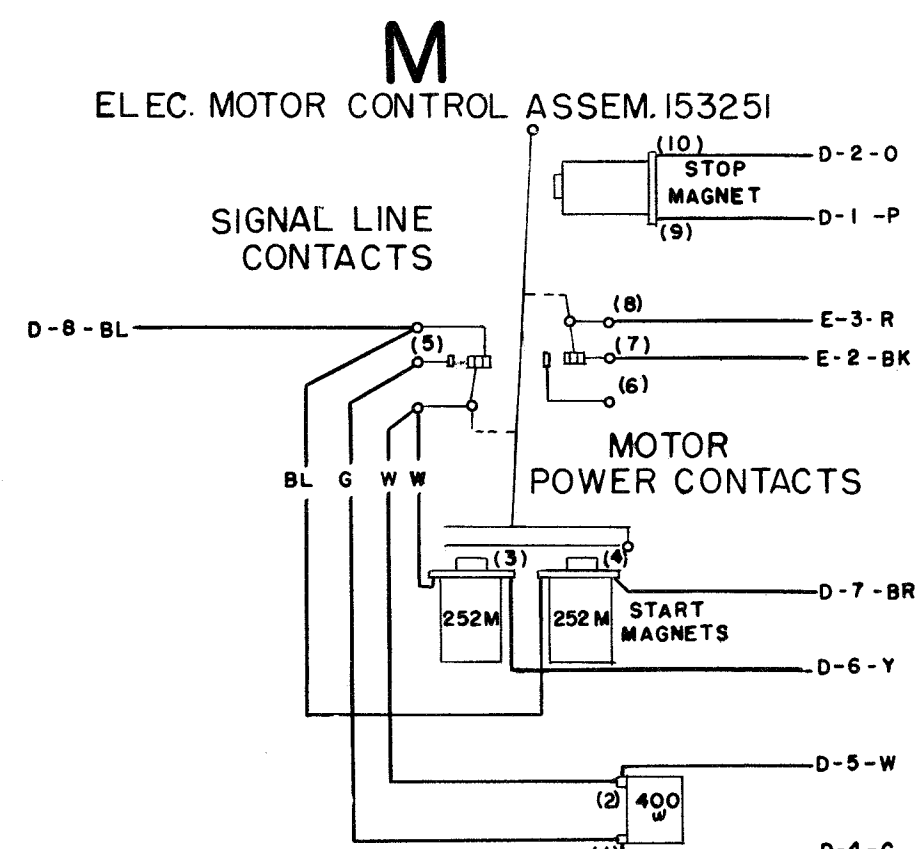 M
ELEC. MOTOR CONTROL ASSEM. 153251
(10)
D-2-O
STOP
MAGNET
D-1-P
(9)
SIGNAL LINE
CONTACTS
(8)
E-3-R
D-8-BL
(5)
(7)
E-2-BK
(6)
MOTOR
POWER CONTACTS
BL G W W
(3) (4)
D-7-BR
252M 252M
START
MAGNETS
D-6-Y
D-5-W
(2)
400
W